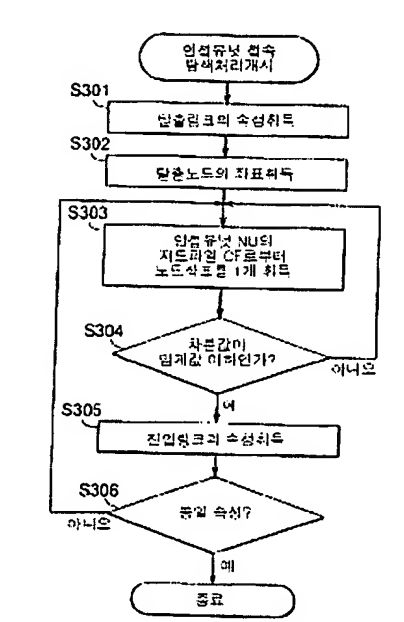 인접유닛 접속
탐색처리개시
S301
탈출링크의 속성취득
S302
탈출노드의 좌표취득
S303
인접유닛 NU의
지도파일 CF로부터
노드좌표를 1개 취득
S304
차분값이
임계값 이하인가?
아니오
예
S305
진입링크의 속성취득
S306
동일 속성?
아니오
예
종료